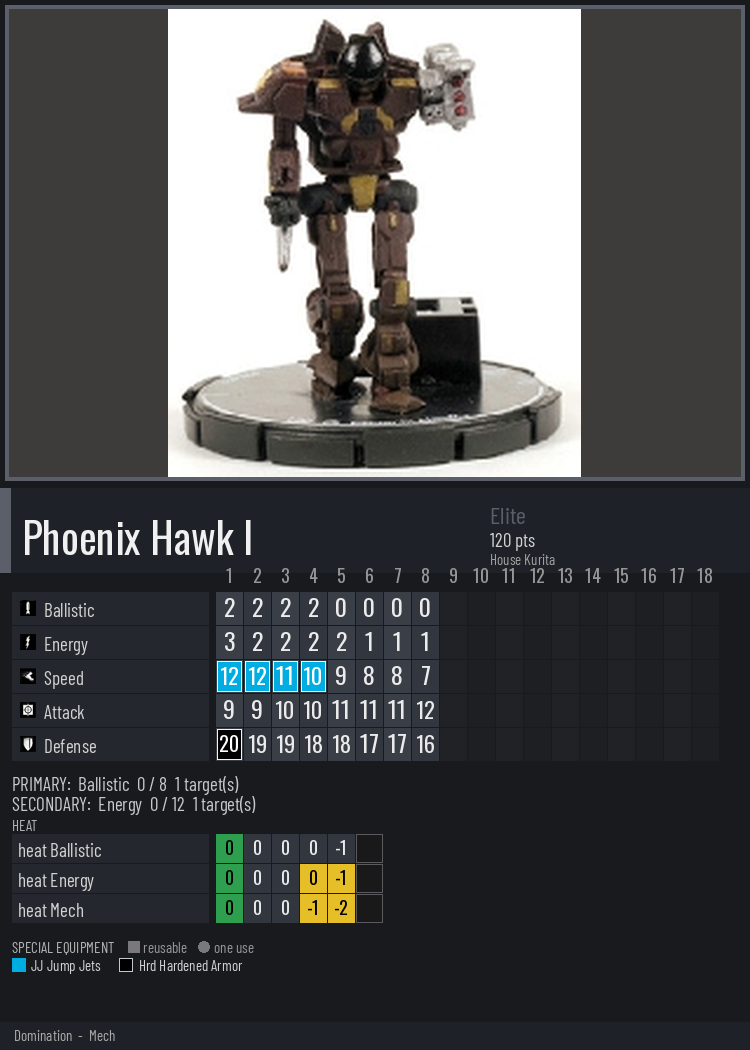 Phoenix Hawk I
Elite
120 pts
House Kurita
1 2 3 4 5 6 7 8 9 10 11 12 13 14 15 16 17 18
Ballistic 2 2 2 2 0 0 0 0
Energy 3 2 2 2 2 1 1 1
Speed 12 12 11 10 9 8 8 7
Attack 9 9 10 10 11 11 11 12
Defense 20 19 19 18 18 17 17 16
PRIMARY: Ballistic 0 / 8 1 target(s)
SECONDARY: Energy 0 / 12 1 target(s)
HEAT
heat Ballistic 0 0 0 0 -1
heat Energy 0 0 0 0 -1
heat Mech 0 0 0 -1 -2
SPECIAL EQUIPMENT reusable one use
JJ Jump Jets Hrd Hardened Armor
Domination - Mech